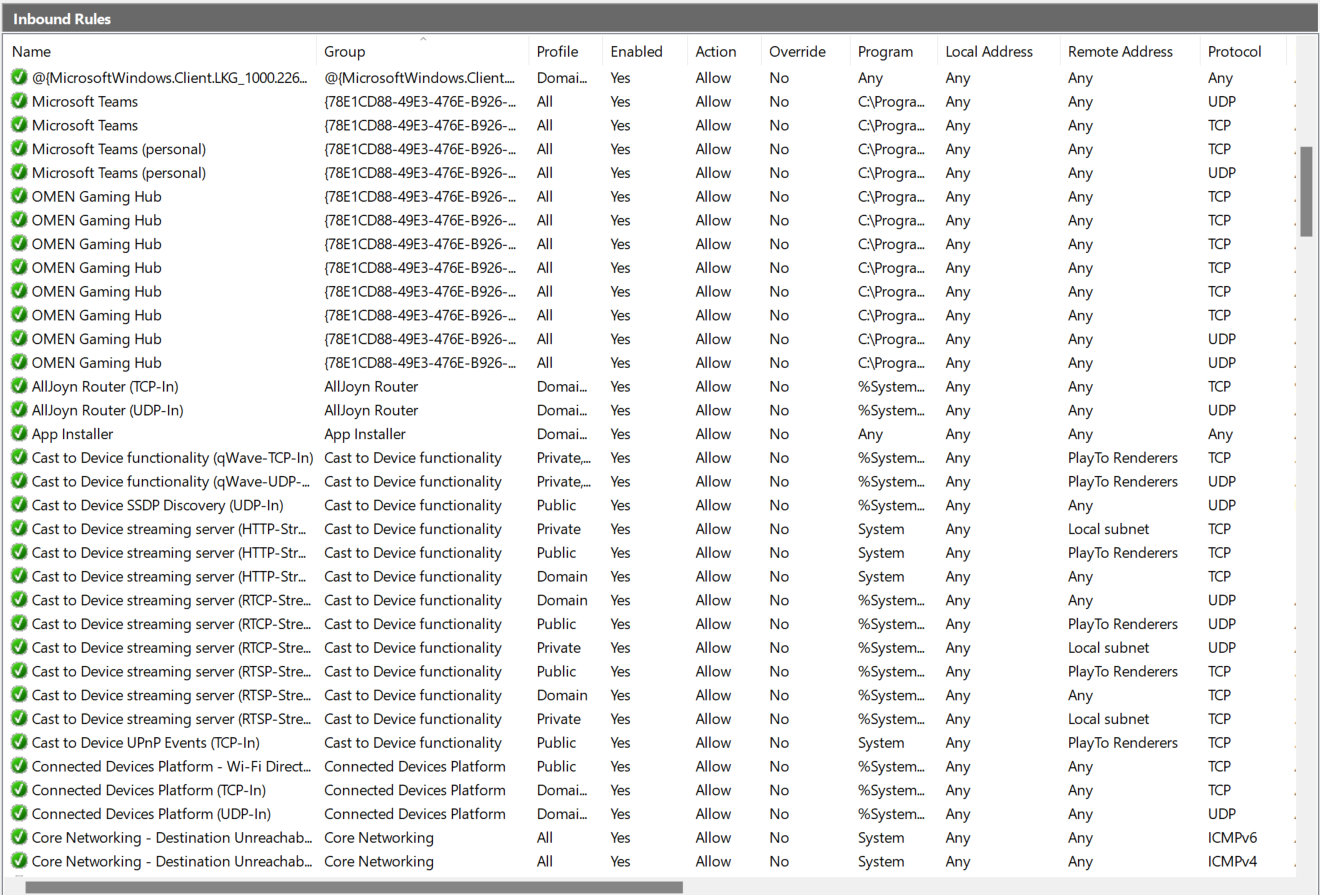 Inbound Rules
Name Group Profile Enabled Action Override Program Local Address Remote Address Protocol
@{MicrosoftWindows.Client.LKG_1000.226... @{MicrosoftWindows.Client.... Domai... Yes Allow No Any Any Any Any
Microsoft Teams {78E1CD88-49E3-476E-B926-... All Yes Allow No C:\Progra... Any Any UDP
Microsoft Teams {78E1CD88-49E3-476E-B926-... All Yes Allow No C:\Progra... Any Any TCP
Microsoft Teams (personal) {78E1CD88-49E3-476E-B926-... All Yes Allow No C:\Progra... Any Any TCP
Microsoft Teams (personal) {78E1CD88-49E3-476E-B926-... All Yes Allow No C:\Progra... Any Any UDP
OMEN Gaming Hub {78E1CD88-49E3-476E-B926-... All Yes Allow No C:\Progra... Any Any TCP
OMEN Gaming Hub {78E1CD88-49E3-476E-B926-... All Yes Allow No C:\Progra... Any Any TCP
OMEN Gaming Hub {78E1CD88-49E3-476E-B926-... All Yes Allow No C:\Progra... Any Any TCP
OMEN Gaming Hub {78E1CD88-49E3-476E-B926-... All Yes Allow No C:\Progra... Any Any TCP
OMEN Gaming Hub {78E1CD88-49E3-476E-B926-... All Yes Allow No C:\Progra... Any Any TCP
OMEN Gaming Hub {78E1CD88-49E3-476E-B926-... All Yes Allow No C:\Progra... Any Any TCP
OMEN Gaming Hub {78E1CD88-49E3-476E-B926-... All Yes Allow No C:\Progra... Any Any UDP
OMEN Gaming Hub {78E1CD88-49E3-476E-B926-... All Yes Allow No C:\Progra... Any Any UDP
AllJoyn Router (TCP-In) AllJoyn Router Domai... Yes Allow No %System... Any Any TCP
AllJoyn Router (UDP-In) AllJoyn Router Domai... Yes Allow No %System... Any Any UDP
App Installer App Installer Domai... Yes Allow No Any Any Any Any
Cast to Device functionality (qWave-TCP-In) Cast to Device functionality Private,... Yes Allow No %System... Any PlayTo Renderers TCP
Cast to Device functionality (qWave-UDP-... Cast to Device functionality Private,... Yes Allow No %System... Any PlayTo Renderers UDP
Cast to Device SSDP Discovery (UDP-In) Cast to Device functionality Public Yes Allow No %System... Any Any UDP
Cast to Device streaming server (HTTP-Str... Cast to Device functionality Private Yes Allow No System Any Local subnet TCP
Cast to Device streaming server (HTTP-Str... Cast to Device functionality Public Yes Allow No System Any PlayTo Renderers TCP
Cast to Device streaming server (HTTP-Str... Cast to Device functionality Domain Yes Allow No System Any Any TCP
Cast to Device streaming server (RTCP-Stre... Cast to Device functionality Domain Yes Allow No %System... Any Any UDP
Cast to Device streaming server (RTCP-Stre... Cast to Device functionality Public Yes Allow No %System... Any PlayTo Renderers UDP
Cast to Device streaming server (RTCP-Stre... Cast to Device functionality Private Yes Allow No %System... Any Local subnet UDP
Cast to Device streaming server (RTSP-Stre... Cast to Device functionality Public Yes Allow No %System... Any PlayTo Renderers TCP
Cast to Device streaming server (RTSP-Stre... Cast to Device functionality Domain Yes Allow No %System... Any Any TCP
Cast to Device streaming server (RTSP-Stre... Cast to Device functionality Private Yes Allow No %System... Any Local subnet TCP
Cast to Device UPnP Events (TCP-In) Cast to Device functionality Public Yes Allow No System Any PlayTo Renderers TCP
Connected Devices Platform - Wi-Fi Direct... Connected Devices Platform Public Yes Allow No %System... Any Any TCP
Connected Devices Platform (TCP-In) Connected Devices Platform Domai... Yes Allow No %System... Any Any TCP
Connected Devices Platform (UDP-In) Connected Devices Platform Domai... Yes Allow No %System... Any Any UDP
Core Networking - Destination Unreachab... Core Networking All Yes Allow No System Any Any ICMPv6
Core Networking - Destination Unreachab... Core Networking All Yes Allow No System Any Any ICMPv4